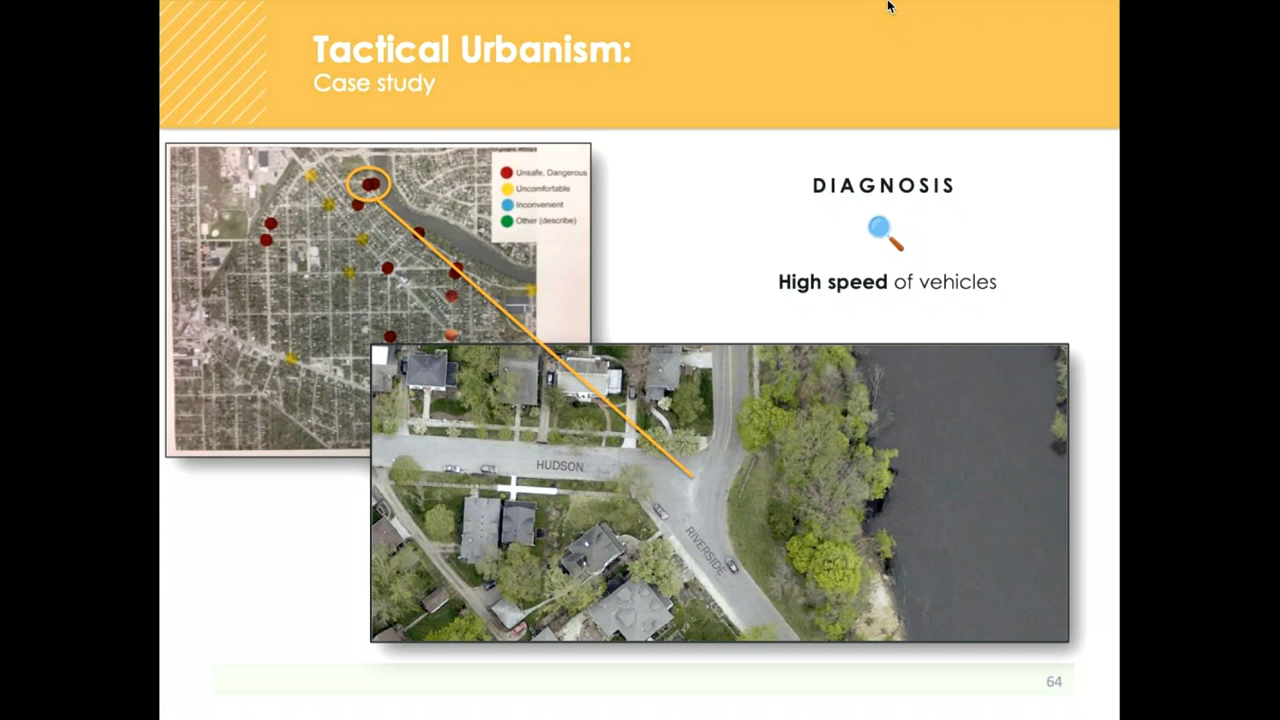 Tactical Urbanism:
Case study
Unsafe, Dangerous
Uncomfortable
Inconvenient
Other (describe)
DIAGNOSIS
High speed of vehicles
HUDSON
RIVERSIDE
64